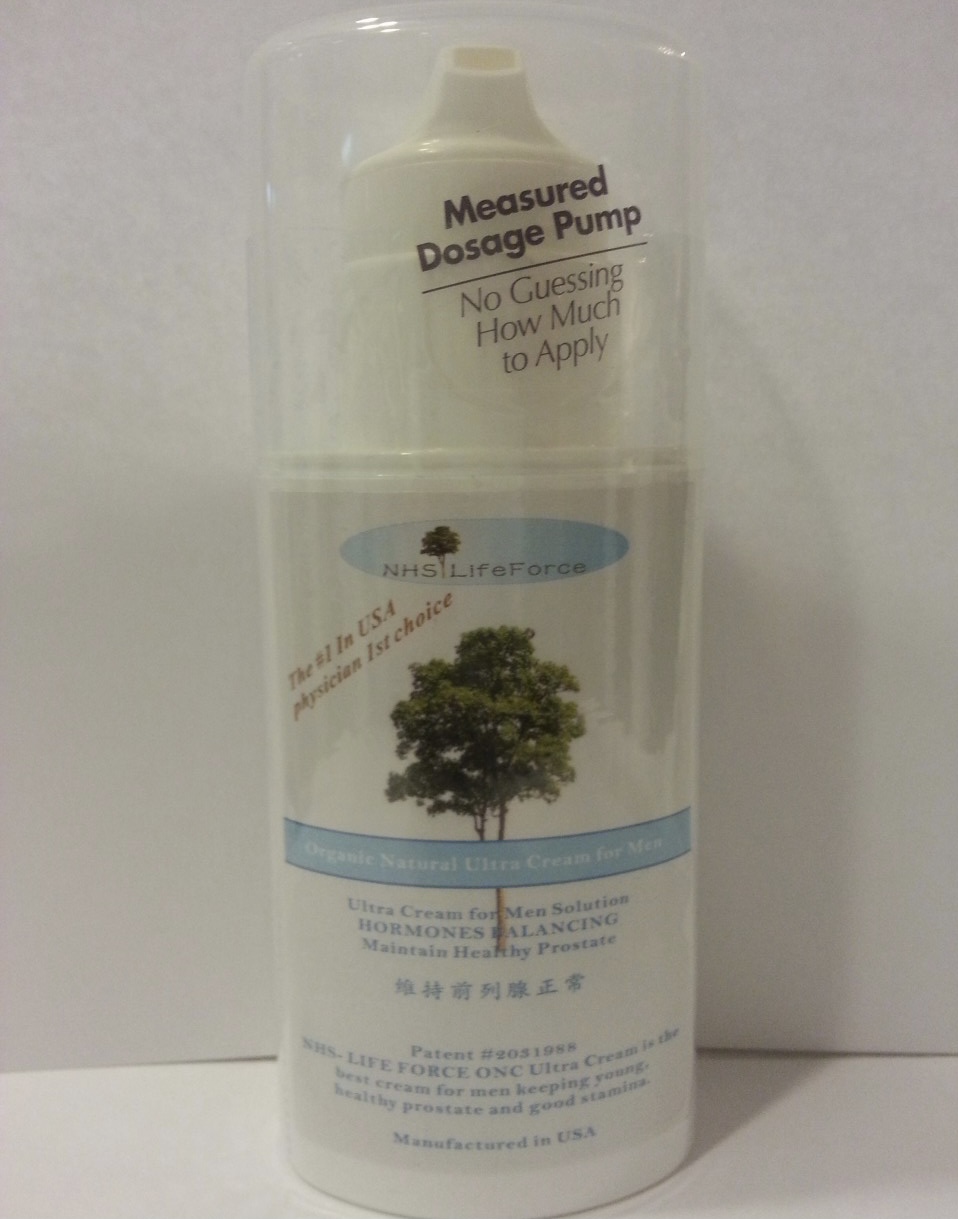 Measured
Dosage Pump
No Guessing
How Much
to Apply
NHS LifeForce
The #1 In USA
physician 1st choice
Organic Natural Ultra Cream for Men
Ultra Cream for Men Solution
HORMONES BALANCING
Maintain Healthy Prostate
维持前列腺正常
Patent #2031988
NHS- LIFE FORCE ONC Ultra Cream is the
best cream for men keeping young,
healthy prostate and good stamina.
Manufactured in USA